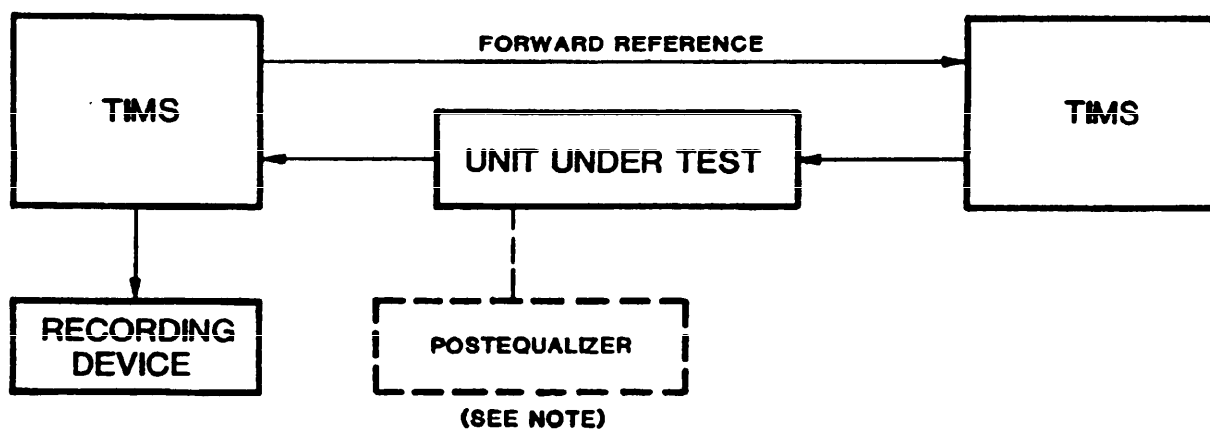 FORWARD REFERENCE
TIMS
TIMS
UNIT UNDER TEST
RECORDING
DEVICE
POSTEQUALIZER
(SEE NOTE)